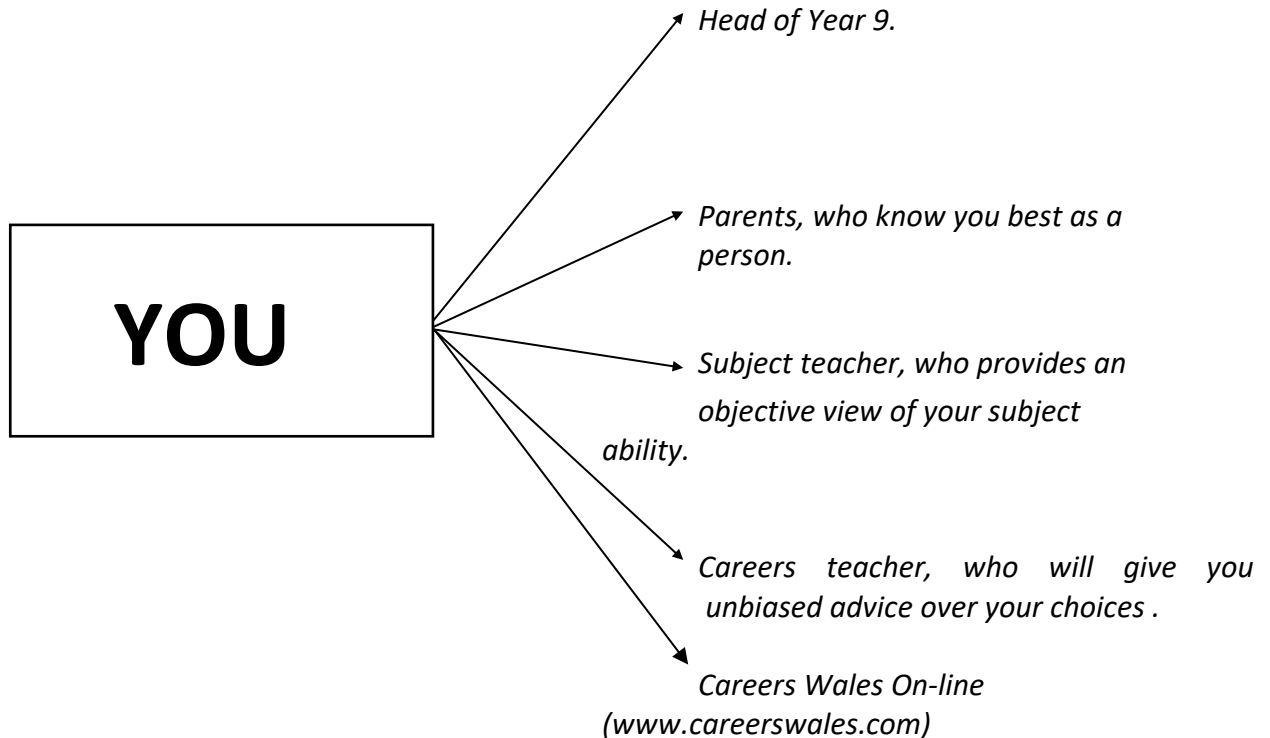 Head of Year 9.
Parents, who know you best as a
person.
YOU
Subject teacher, who provides an
objective view of your subject
ability.
Careers teacher, who will give you
unbiased advice over your choices .
Careers Wales On-line
(www.careerswales.com)